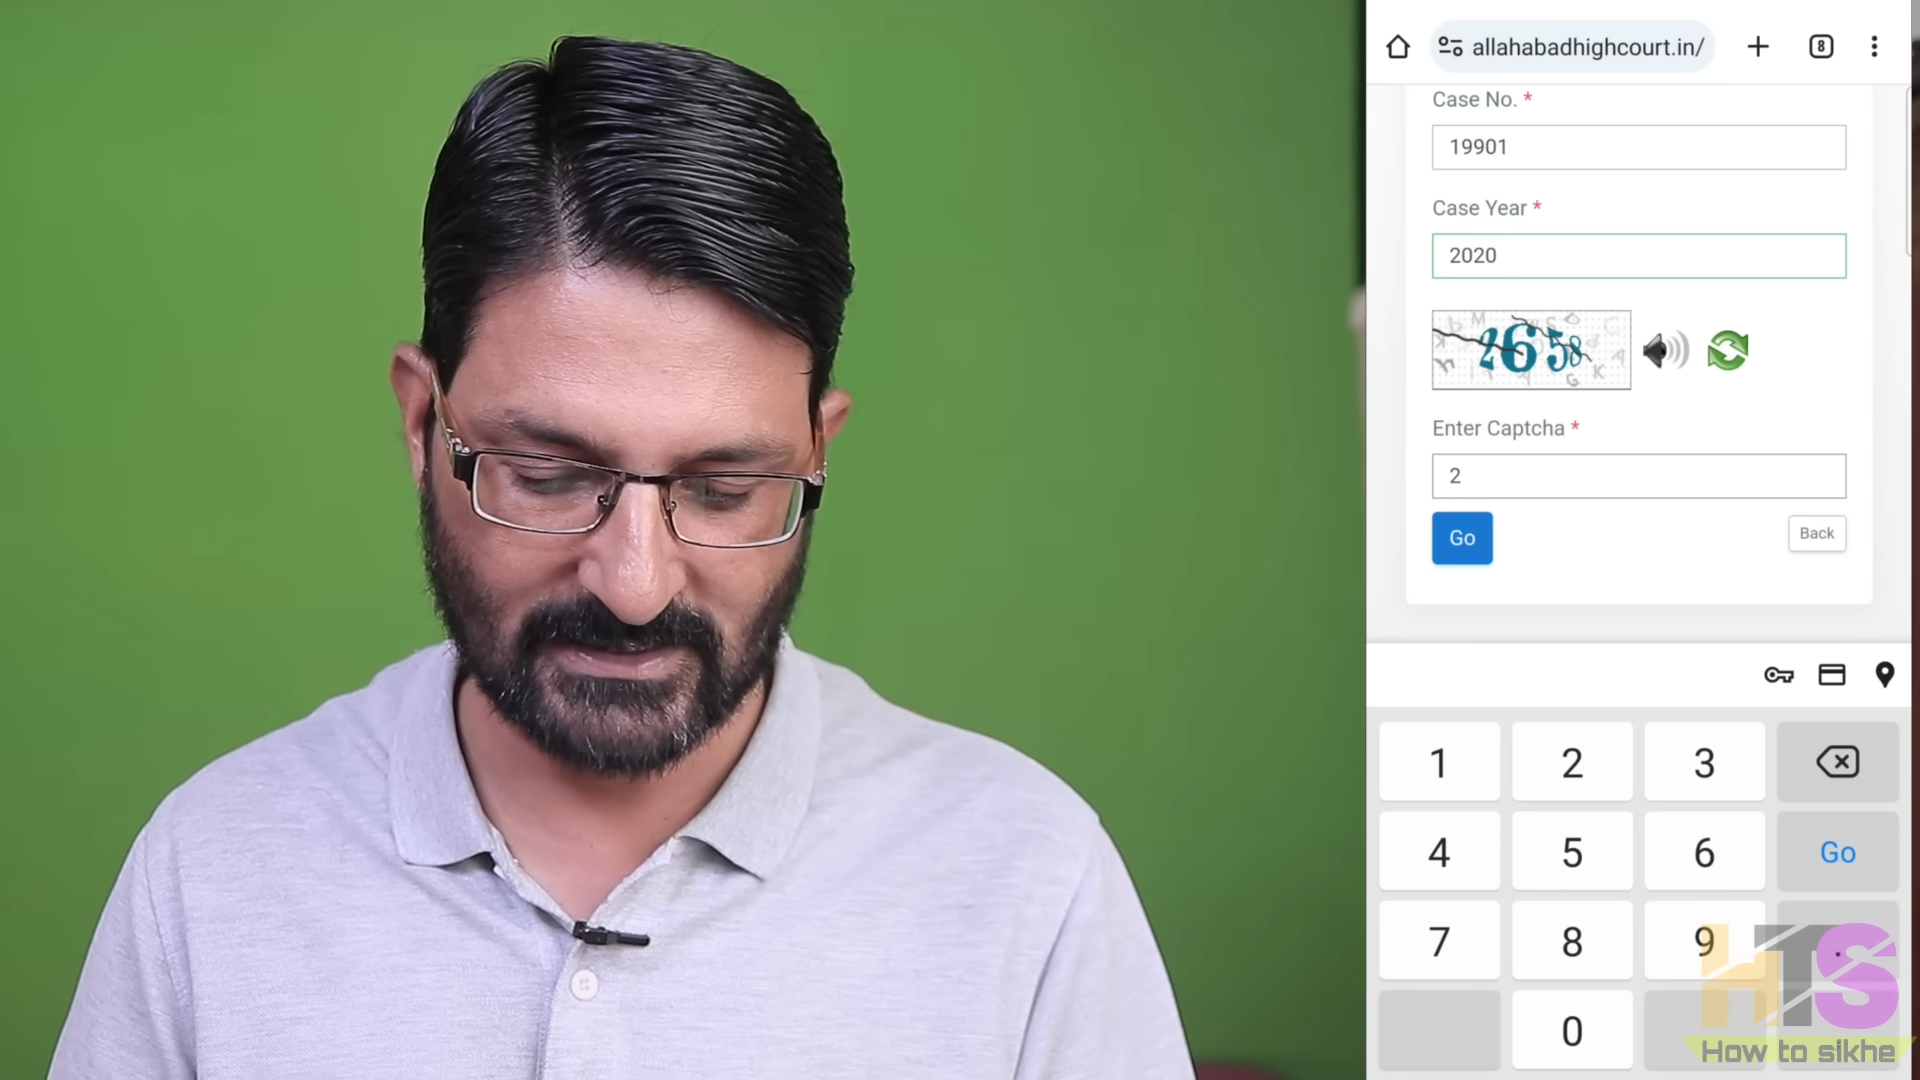 allahabadhighcourt.in/
8
Case No. *
19901
Case Year *
2020
2658
Enter Captcha *
2
Go
Back
1 2 3
4 5 6 Go
7 8 9 .
0
HTS
How to sikhe